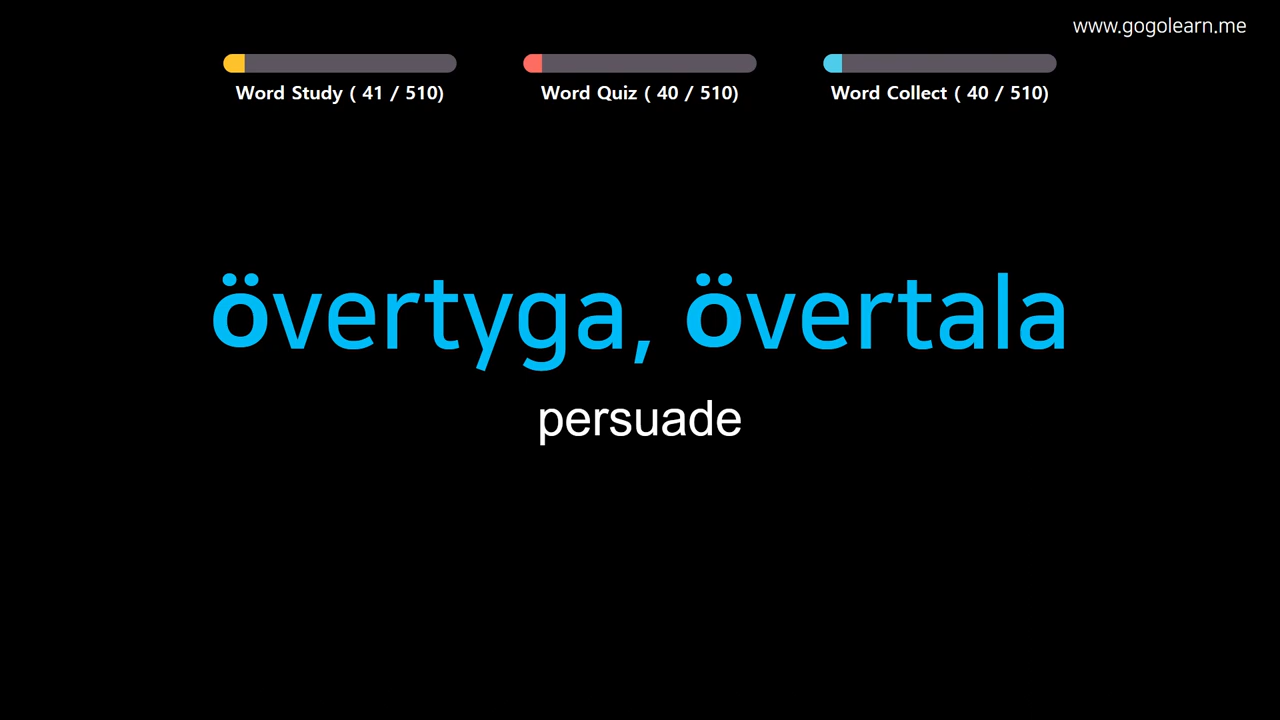 www.gogolearn.me
Word Study ( 41 / 510)
Word Quiz ( 40 / 510)
Word Collect ( 40 / 510)
övertyga, övertala
persuade